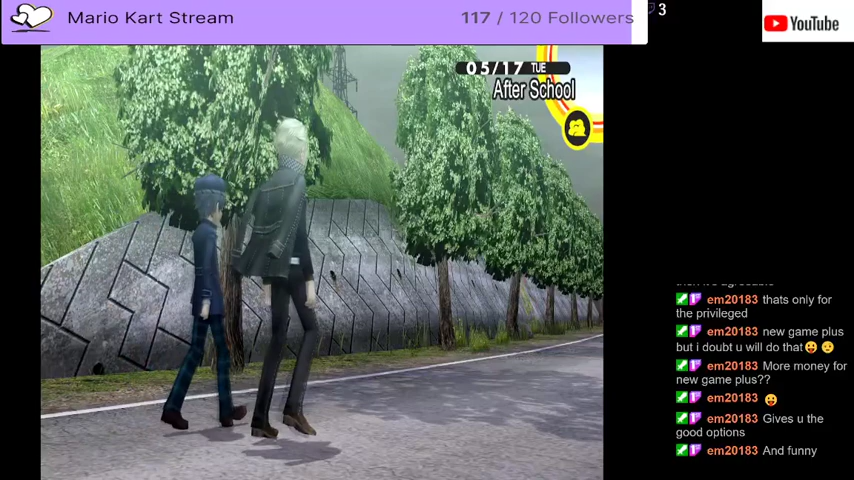 Mario Kart Stream
117 / 120 Followers
3
YouTube
05/17 TUE
After School
em20183 thats only for
the privileged
em20183 new game plus
but i doubt u will do that
em20183 More money for
new game plus??
em20183
em20183 Gives u the
good options
em20183 And funny